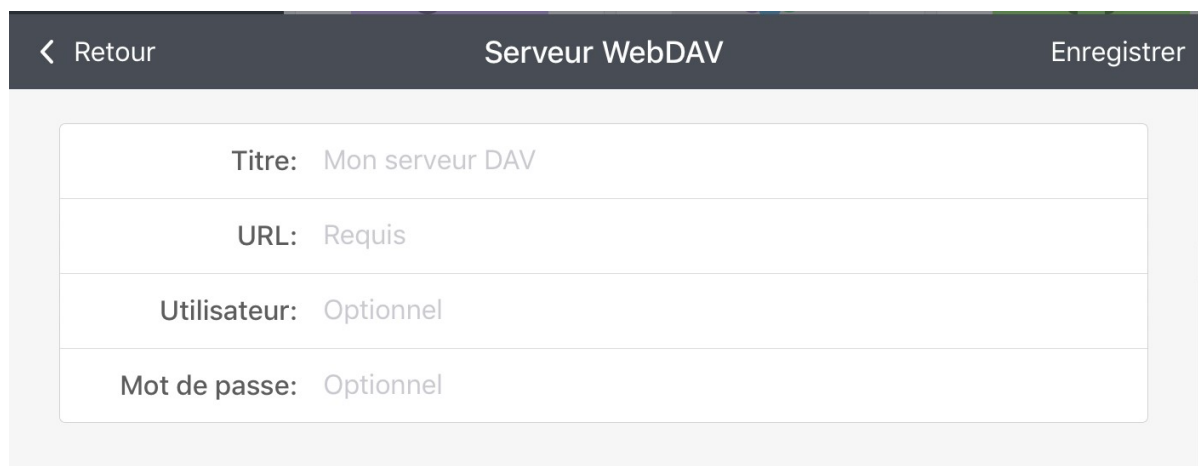 Retour Serveur WebDAV Enregistrer
Titre: Mon serveur DAV
URL: Requis
Utilisateur: Optionnel
Mot de passe: Optionnel